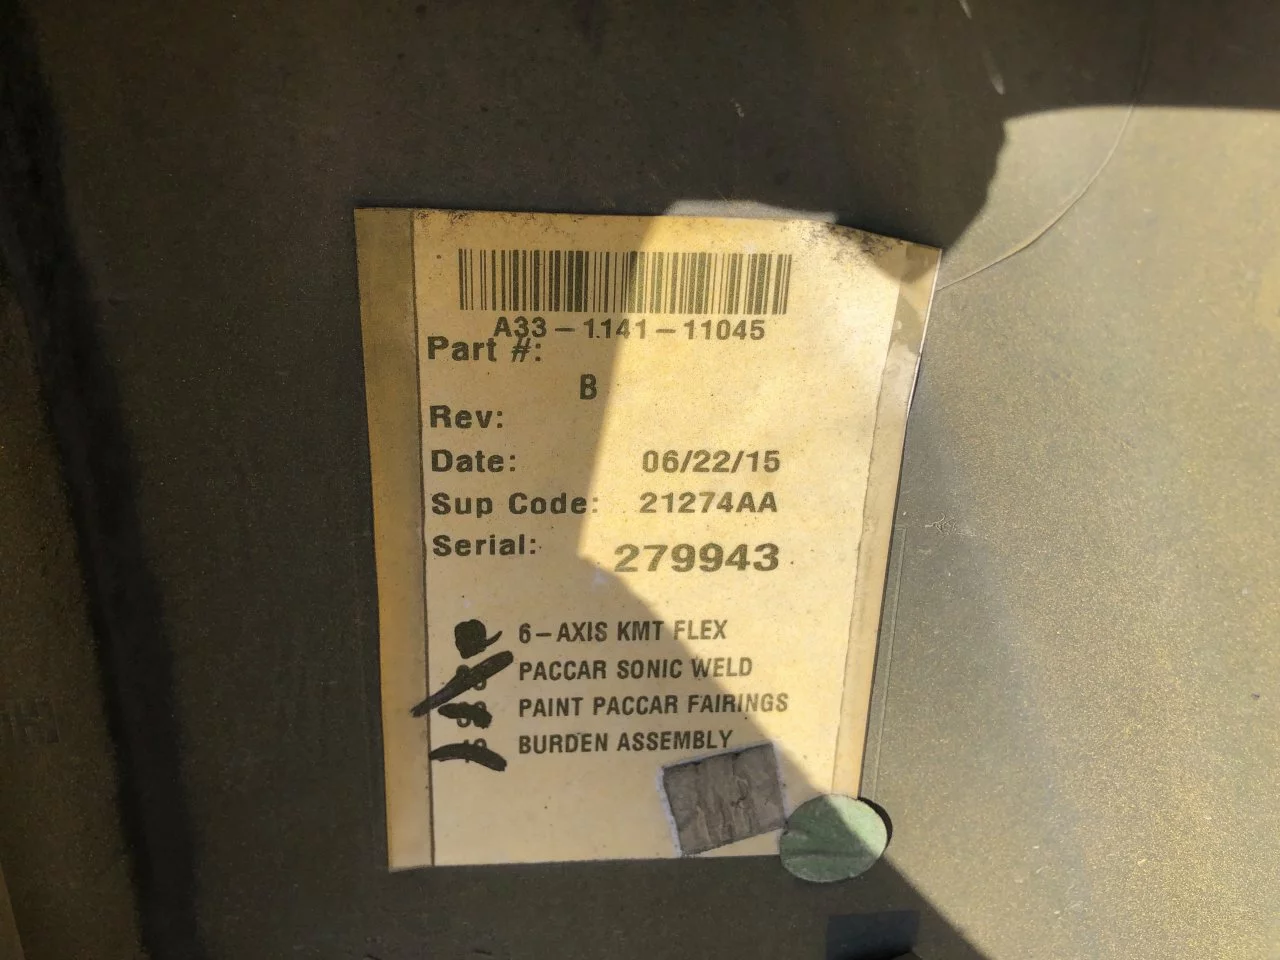 A33-1141-11045
Part #:
B
Rev:
Date: 06/22/15
Sup Code: 21274AA
Serial: 279943
6-AXIS KMT FLEX
PACCAR SONIC WELD
PAINT PACCAR FAIRINGS
BURDEN ASSEMBLY